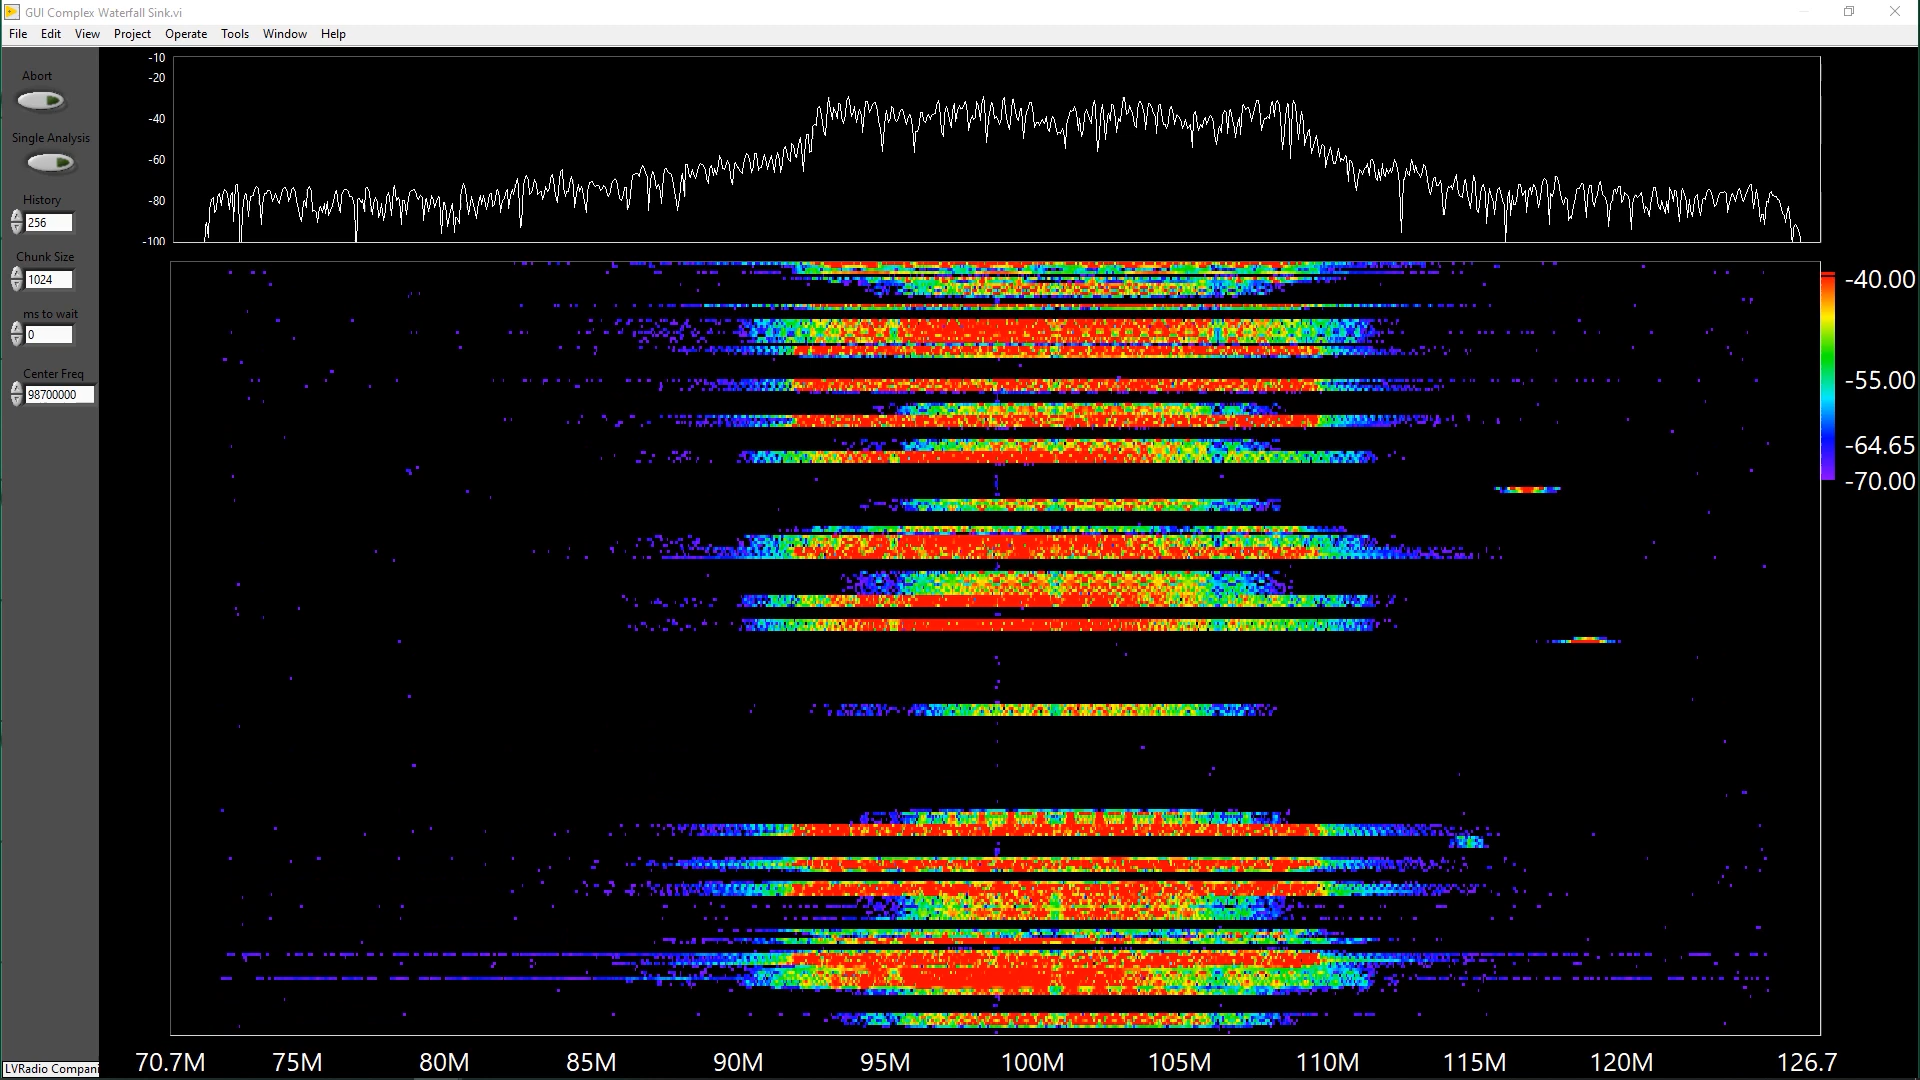 GUI Complex Waterfall Sink.vi
File Edit View Project Operate Tools Window Help
Abort
Single Analysis
History
256
Chunk Size
1024
ms to wait
0
Center Freq
98700000
-10
-20
-40
-60
-80
-100
-40.00
-55.00
-64.65
-70.00
70.7M 75M 80M 85M 90M 95M 100M 105M 110M 115M 120M 126.7
LVRadio Compani